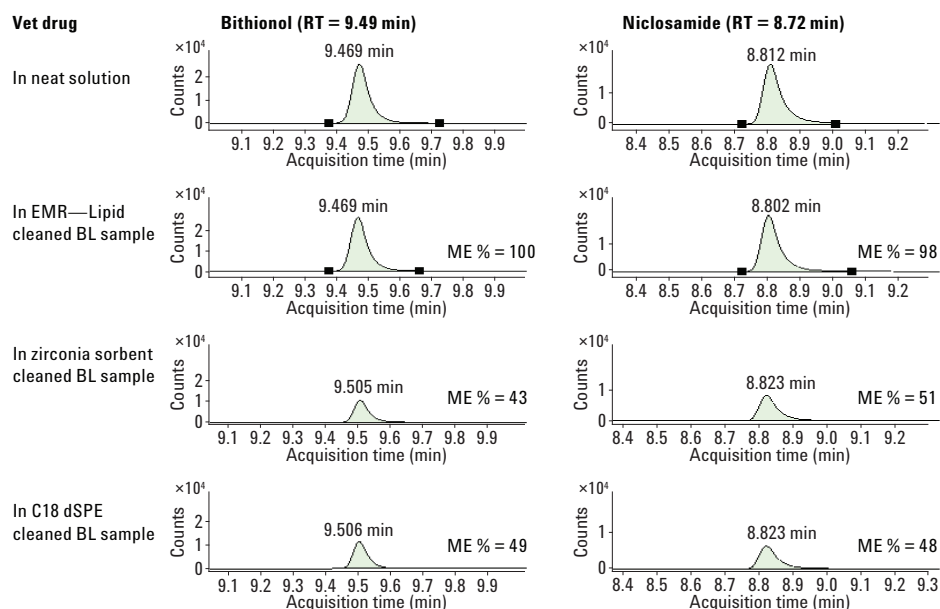 Vet drug Bithionol (RT = 9.49 min) Niclosamide (RT = 8.72 min)
In neat solution
×10⁴
9.469 min
Counts
2
1
0
9.1 9.2 9.3 9.4 9.5 9.6 9.7 9.8 9.9
Acquisition time (min)
×10⁴
8.812 min
Counts
1
0
8.4 8.5 8.6 8.7 8.8 8.9 9.0 9.1 9.2
Acquisition time (min)
In EMR—Lipid
cleaned BL sample
×10⁴
9.469 min
Counts
2
1
0
ME % = 100
9.1 9.2 9.3 9.4 9.5 9.6 9.7 9.8 9.9
Acquisition time (min)
×10⁴
8.802 min
Counts
1
0
ME % = 98
8.4 8.5 8.6 8.7 8.8 8.9 9.0 9.1 9.2
Acquisition time (min)
In zirconia sorbent
cleaned BL sample
×10⁴
9.505 min
Counts
2
1
0
ME % = 43
9.1 9.2 9.3 9.4 9.5 9.6 9.7 9.8 9.9
Acquisition time (min)
×10⁴
8.823 min
Counts
1
0
ME % = 51
8.4 8.5 8.6 8.7 8.8 8.9 9.0 9.1 9.2
Acquisition time (min)
In C18 dSPE
cleaned BL sample
×10⁴
9.506 min
Counts
2
1
0
ME % = 49
9.1 9.2 9.3 9.4 9.5 9.6 9.7 9.8 9.9
Acquisition time (min)
×10⁴
8.823 min
Counts
1
0
ME % = 48
8.4 8.5 8.6 8.7 8.8 8.9 9.0 9.1 9.2 9.3
Acquisition time (min)